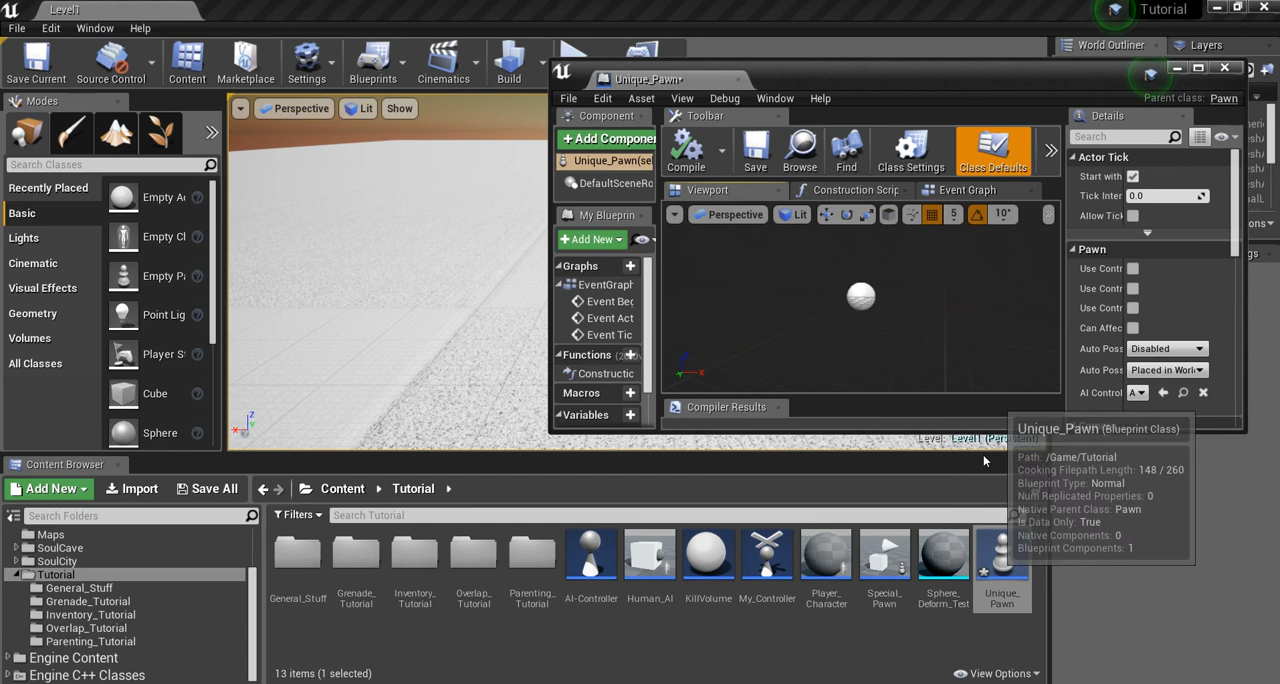 Level1
Tutorial
File Edit Window Help
World Outliner Layers
Save Current Source Control Content Marketplace Settings Blueprints Cinematics Build
Unique_Pawn*
File Edit Asset View Debug Window Help
Parent class: Pawn
Modes
Search Classes
Recently Placed
Basic
Lights
Cinematic
Visual Effects
Geometry
Volumes
All Classes
Empty Ac
Empty Ch
Empty Pa
Point Lig
Player S
Cube
Sphere
Perspective Lit Show
Component
+Add Componen
Unique_Pawn(sel
DefaultSceneRo
My Blueprin
+Add New
Graphs
EventGraph
Event Beg
Event Act
Event Tic
Functions
Constructic
Macros
Variables
Toolbar
Compile Save Browse Find Class Settings Class Defaults
Viewport Construction Scrip Event Graph
Perspective Lit 5 10°
X
Compiler Results
Details
Search
Actor Tick
Start with
Tick Inter 0.0
Allow Tick
Pawn
Use Contr
Use Contr
Use Contr
Can Affec
Auto Poss Disabled
Auto Poss Placed in World
AI Control A
Z
X
Level: Level1 (Persistent)
Unique_Pawn (Blueprint Class)
Path: /Game/Tutorial
Cooking Filepath Length: 148 / 260
Blueprint Type: Normal
Num Replicated Properties: 0
Native Parent Class: Pawn
Is Data Only: True
Native Components: 0
Blueprint Components: 1
Content Browser
Add New Import Save All Content Tutorial
Search Folders
Filters Search Tutorial
Maps
SoulCave
SoulCity
Tutorial
General_Stuff
Grenade_Tutorial
Inventory_Tutorial
Overlap_Tutorial
Parenting_Tutorial
Engine Content
Engine C++ Classes
General_Stuff
Grenade_
Tutorial
Inventory_
Tutorial
Overlap_
Tutorial
Parenting_
Tutorial
AI-Controller
Human_AI
KillVolume
My_Controller
Player_
Character
Special_
Pawn
Sphere_
Deform_Test
Unique_
Pawn
13 items (1 selected)
View Options